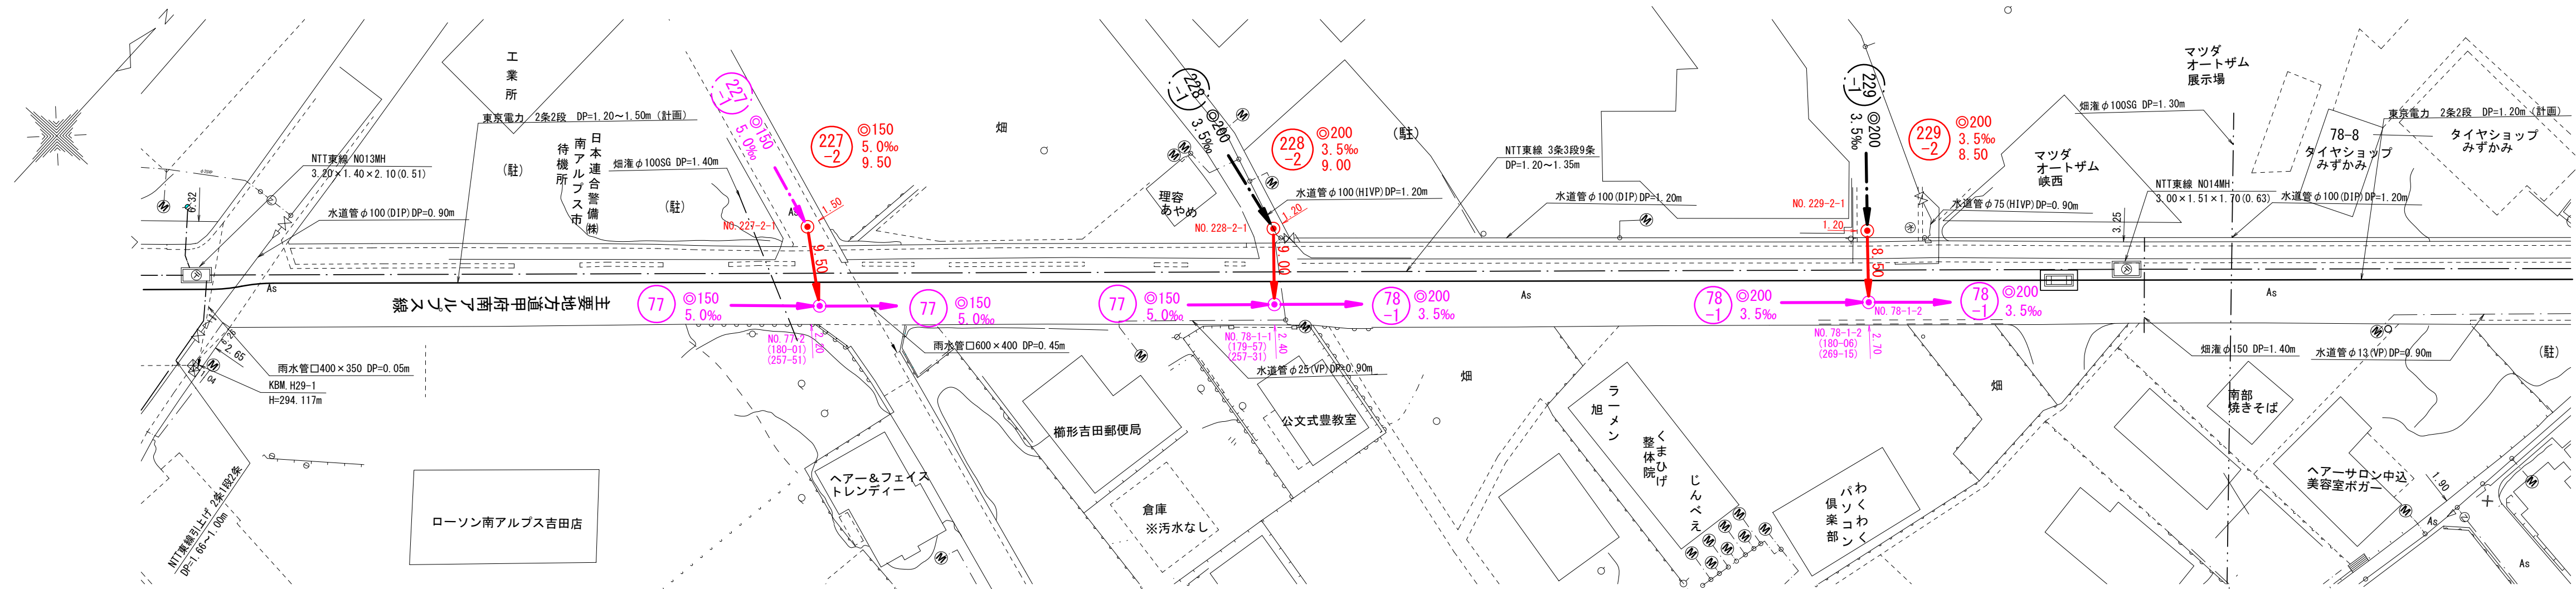 N
工業所
東京電力 2条2段 DP=1.20～1.50m（計画）
NTT東線 NO13MH
3.20×1.40×2.10(0.51)
(駐)
日本連合警備㈱
南アルプス市
待機所
畑潅φ100SG DP=1.40m
(駐)
水道管φ100(DIP)DP=0.90m
6.32
227
-1
◎150
5.0‰
227
-2
◎150
5.0‰
9.50
As
1.50
NO.227-2-1
9.50
畑
228
-1
◎200
3.5‰
理容
あやめ
228
-2
◎200
3.5‰
9.00
水道管φ100(HIVP)DP=1.20m
1.20
NO.228-2-1
9.00
(駐)
NTT東線 3条3段9条
DP=1.20～1.35m
水道管φ100(DIP)DP=1.20m
229
-1
◎200
3.5‰
229
-2
◎200
3.5‰
8.50
NO.229-2-1
1.20
8.50
水道管φ75(HIVP)DP=0.90m
マツダ
オートザム
展示場
マツダ
オートザム
峡西
畑潅φ100SG DP=1.30m
NTT東線 NO14MH
3.00×1.51×1.70(0.63)
3.25
東京電力 2条2段 DP=1.20m（計画）
78-8
タイヤショップ
みずかみ
タイヤショップ
みずかみ
水道管φ100(DIP)DP=1.20m
As
主要地方道甲府南アルプス線
77
◎150
5.0‰
77
◎150
5.0‰
77
◎150
5.0‰
78
-1
◎200
3.5‰
As
78
-1
◎200
3.5‰
NO.78-1-2
78
-1
◎200
3.5‰
As
NO.77-2
(180-01)
(257-51)
2.20
NO.78-1-1
(179-57)
(257-31)
2.40
NO.78-1-2
(180-06)
(269-15)
2.70
6.26
2.65
1.04
雨水管口400×350 DP=0.05m
KBM.H29-1
H=294.117m
雨水管口600×400 DP=0.45m
水道管φ25(VP)DP=0.90m
畑潅φ150 DP=1.40m
水道管φ13(VP)DP=0.90m
(駐)
NTT東線引上げ 2条1段2条
DP=1.66～1.00m
ローソン南アルプス吉田店
ヘアー＆フェイス
トレンディー
櫛形吉田郵便局
倉庫
※汚水なし
公文式豊教室
畑
ラーメン
旭
くまひげ
整体院
じんべえ
わくわく
パソコン
倶楽部
畑
南部
焼きそば
ヘアーサロン中込
美容室ボガー
1.90
As
As